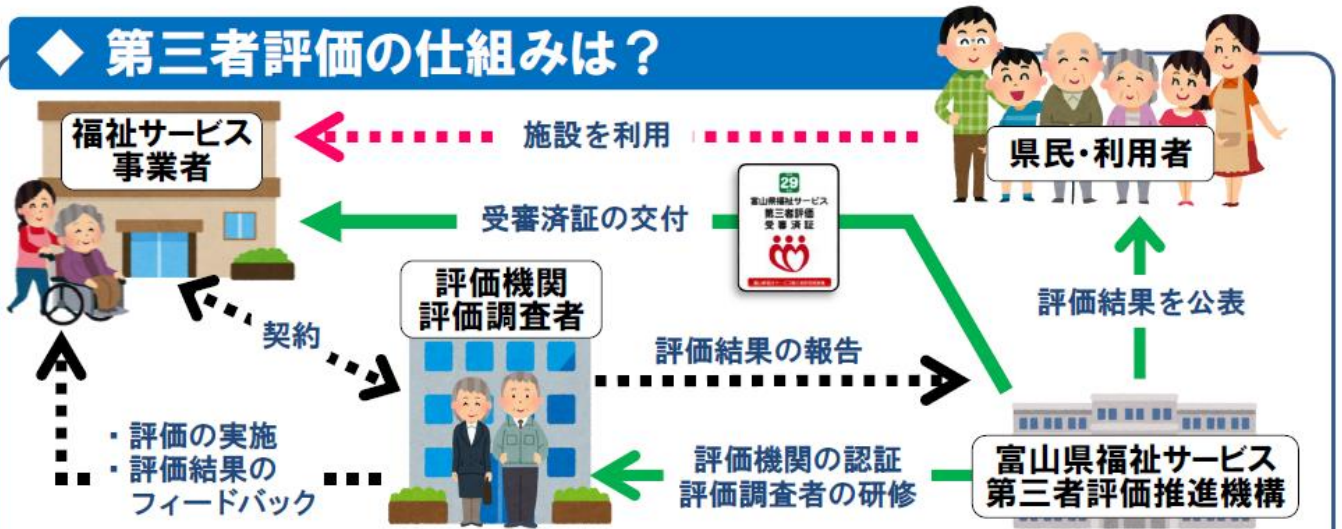 ◆ 第三者評価の仕組みは?
福祉サービス
事業者
施設を利用
県民・利用者
受審済証の交付
29
富山県福祉サービス
第三者評価
受審済証
評価機関
評価調査者
契約
評価結果の報告
評価結果を公表
・評価の実施
・評価結果の
フィードバック
評価機関の認証
評価調査者の研修
富山県福祉サービス
第三者評価推進機構